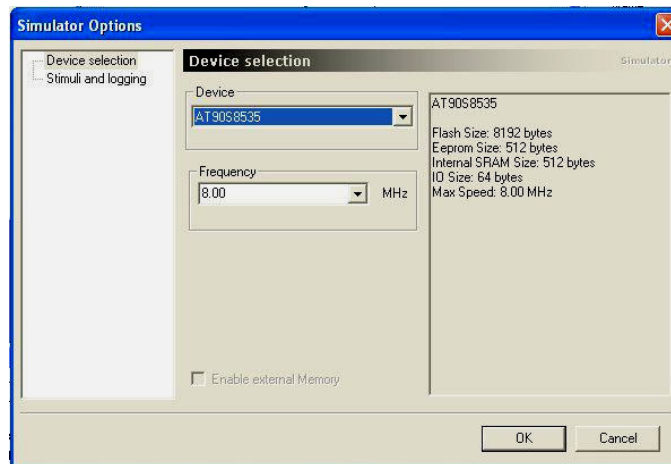 Simulator Options
Device selection
Stimuli and logging
Device selection
Simulator
Device
AT90S8535
Frequency
8.00
MHz
Enable external Memory
AT90S8535
Flash Size: 8192 bytes
Eeprom Size: 512 bytes
Internal SRAM Size: 512 bytes
IO Size: 64 bytes
Max Speed: 8.00 MHz
OK
Cancel